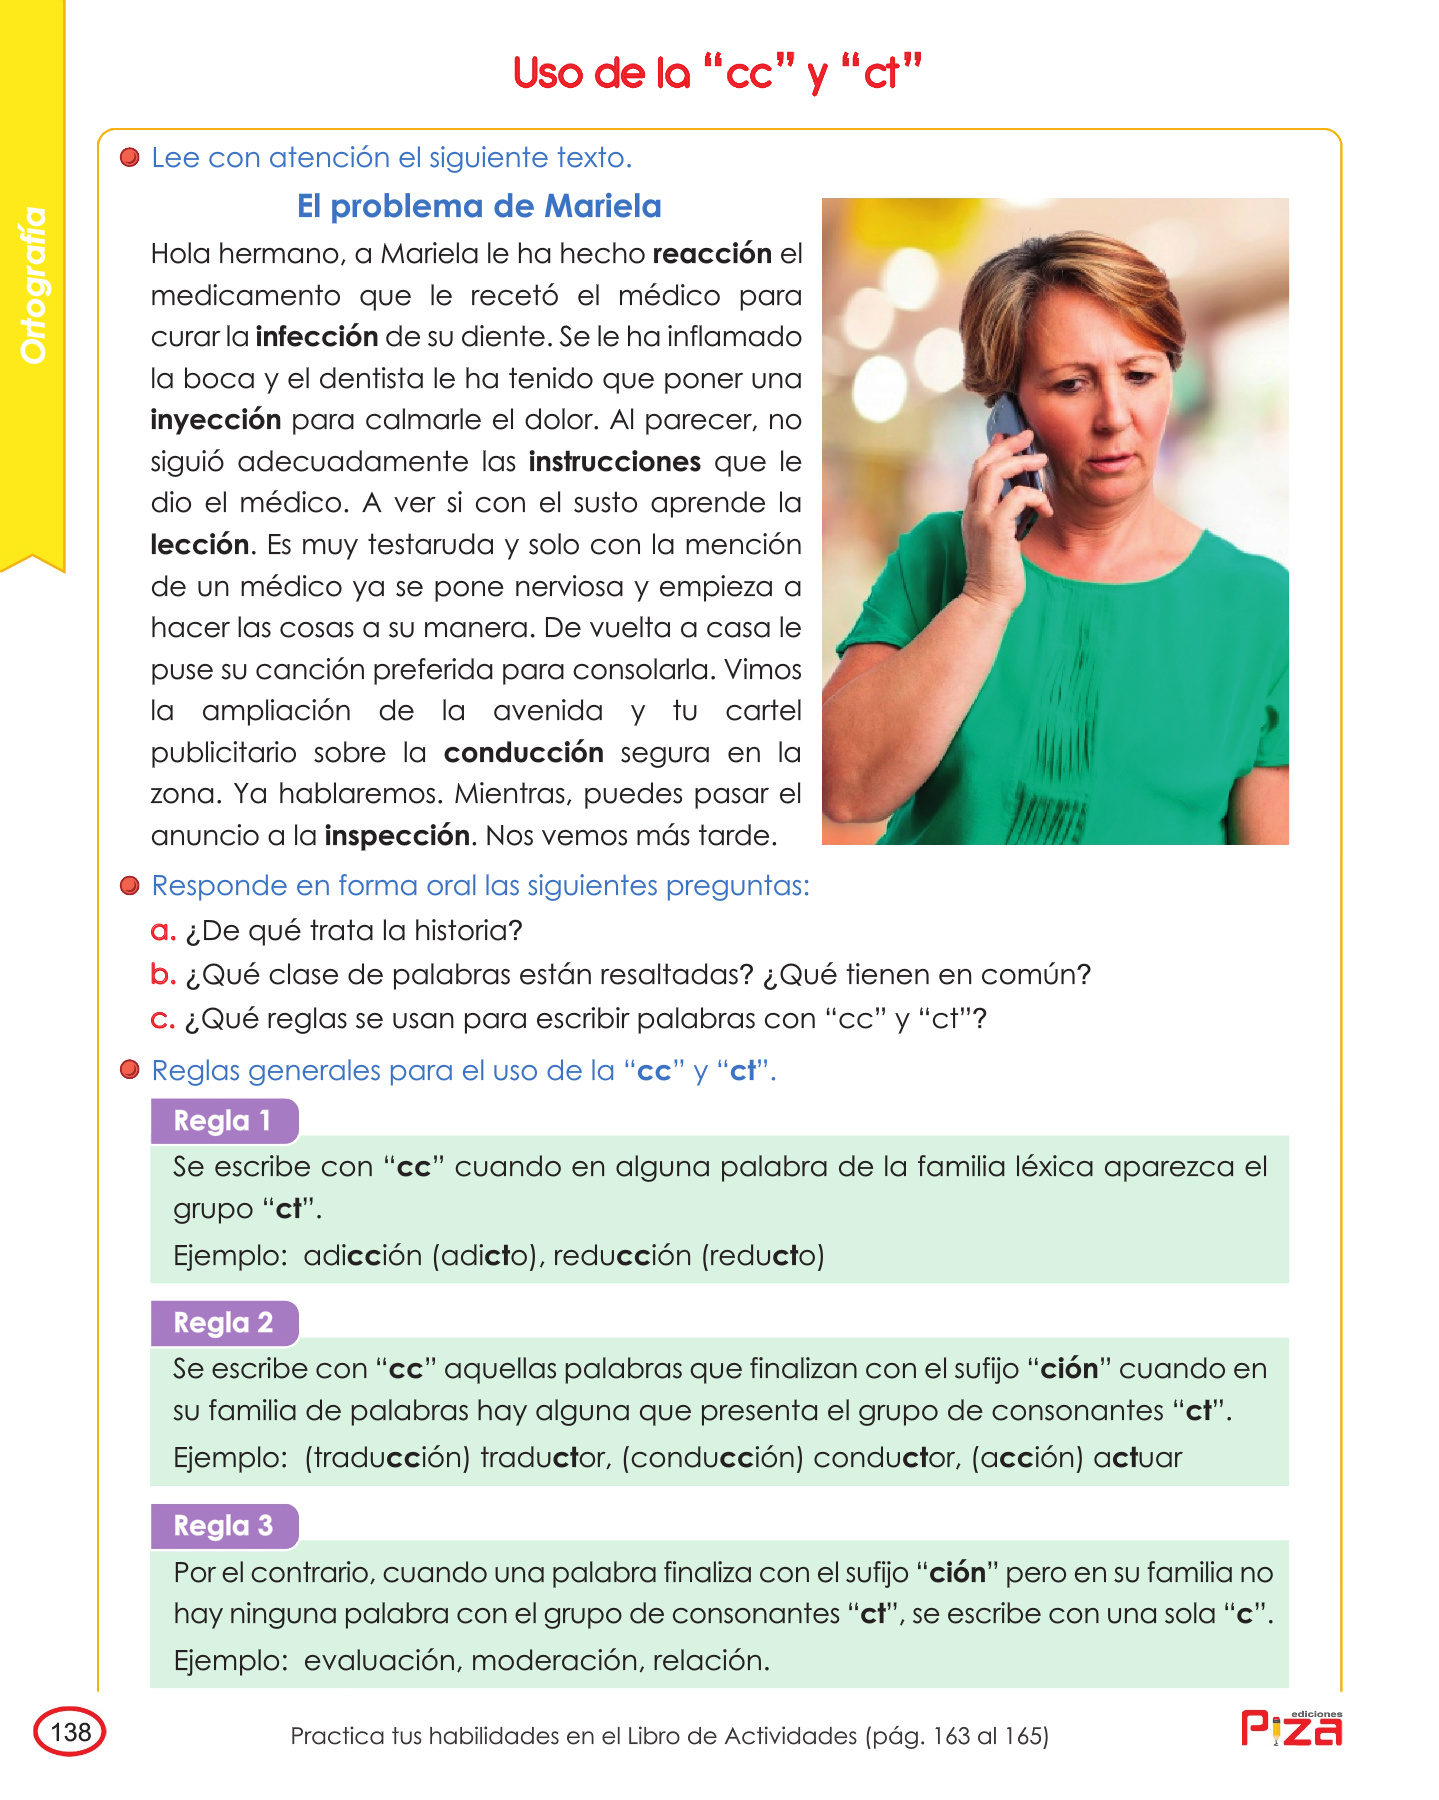 Uso de la “cc” y “ct”
Ortografía
Lee con atención el siguiente texto.
El problema de Mariela
Hola hermano, a Mariela le ha hecho reacción el
medicamento que le recetó el médico para
curar la infección de su diente. Se le ha inflamado
la boca y el dentista le ha tenido que poner una
inyección para calmarle el dolor. Al parecer, no
siguió adecuadamente las instrucciones que le
dio el médico. A ver si con el susto aprende la
lección. Es muy testaruda y solo con la mención
de un médico ya se pone nerviosa y empieza a
hacer las cosas a su manera. De vuelta a casa le
puse su canción preferida para consolarla. Vimos
la ampliación de la avenida y tu cartel
publicitario sobre la conducción segura en la
zona. Ya hablaremos. Mientras, puedes pasar el
anuncio a la inspección. Nos vemos más tarde.
Responde en forma oral las siguientes preguntas:
a. ¿De qué trata la historia?
b. ¿Qué clase de palabras están resaltadas? ¿Qué tienen en común?
c. ¿Qué reglas se usan para escribir palabras con “cc” y “ct”?
Reglas generales para el uso de la “cc” y “ct”.
Regla 1
Se escribe con “cc” cuando en alguna palabra de la familia léxica aparezca el
grupo “ct”.
Ejemplo: adicción (adicto), reducción (reducto)
Regla 2
Se escribe con “cc” aquellas palabras que finalizan con el sufijo “ción” cuando en
su familia de palabras hay alguna que presenta el grupo de consonantes “ct”.
Ejemplo: (traducción) traductor, (conducción) conductor, (acción) actuar
Regla 3
Por el contrario, cuando una palabra finaliza con el sufijo “ción” pero en su familia no
hay ninguna palabra con el grupo de consonantes “ct”, se escribe con una sola “c”.
Ejemplo: evaluación, moderación, relación.
138
Practica tus habilidades en el Libro de Actividades (pág. 163 al 165)
ediciones
Piza